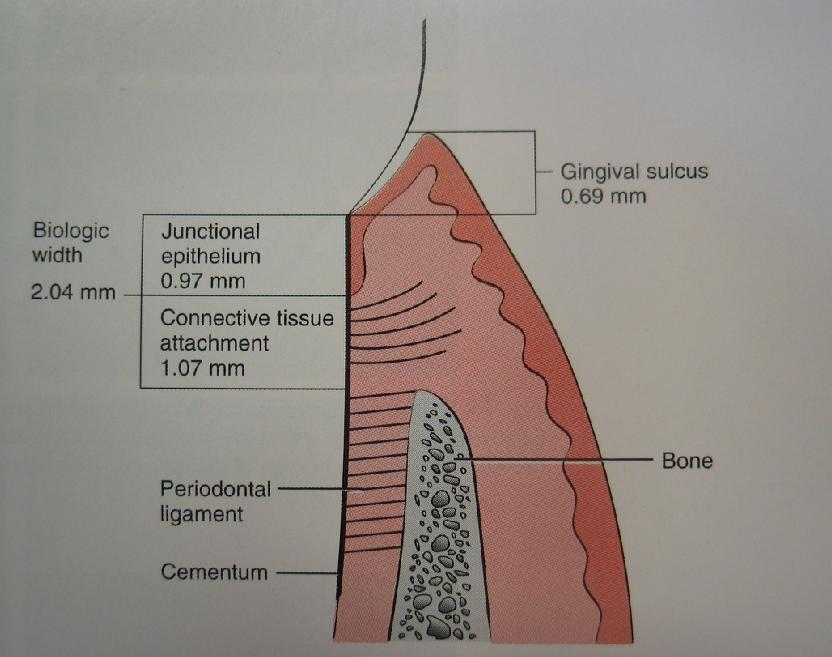 Gingival sulcus
0.69 mm
Biologic
width
2.04 mm
Junctional
epithelium
0.97 mm
Connective tissue
attachment
1.07 mm
Bone
Periodontal
ligament
Cementum